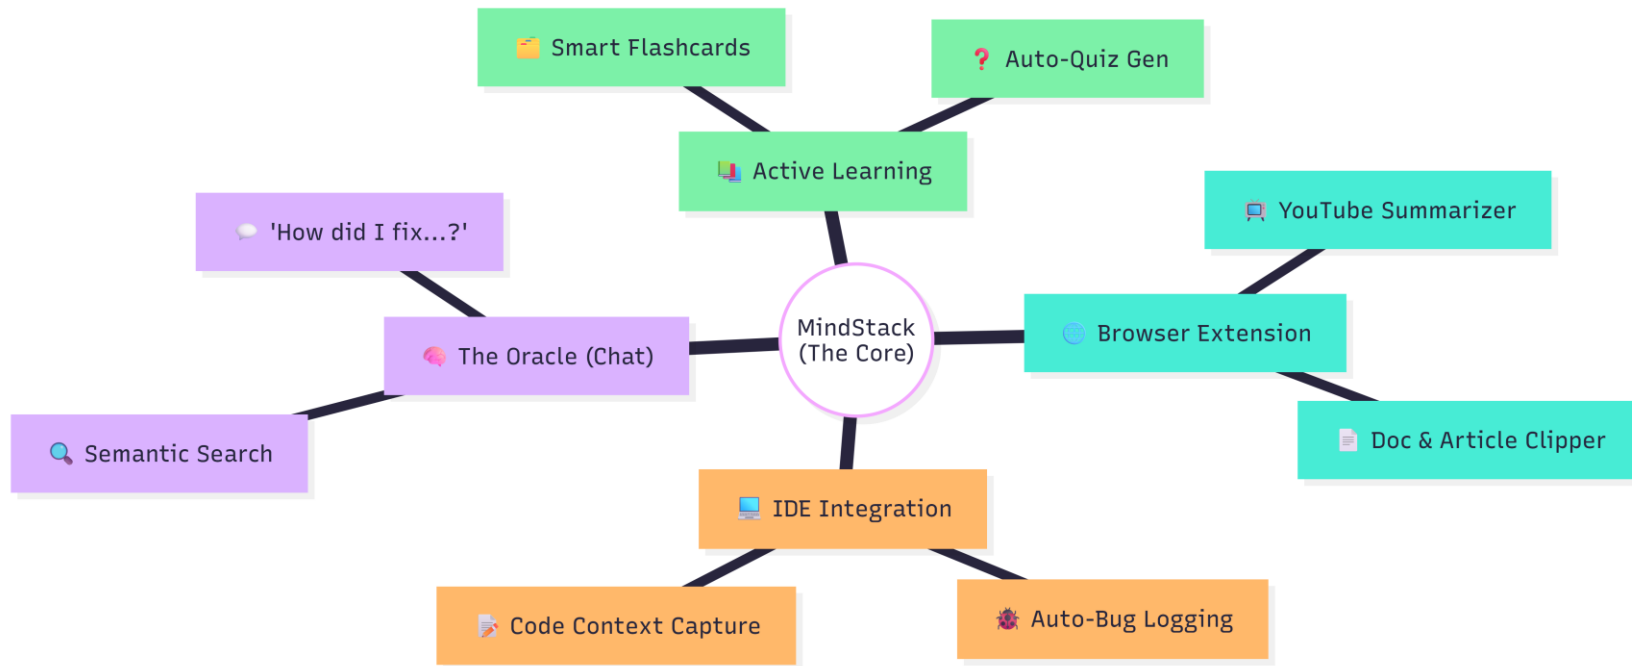 Smart Flashcards
Auto-Quiz Gen
Active Learning
YouTube Summarizer
'How did I fix...?'
MindStack
(The Core)
Browser Extension
The Oracle (Chat)
Doc & Article Clipper
Semantic Search
IDE Integration
Code Context Capture
Auto-Bug Logging